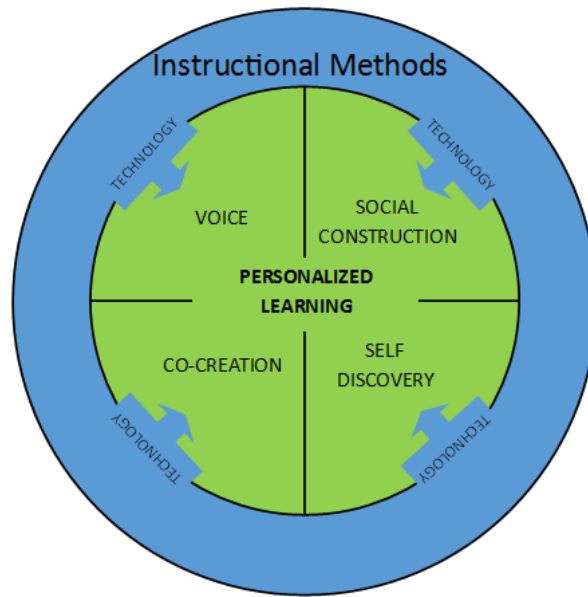 Instructional Methods
TECHNOLOGY
TECHNOLOGY
VOICE
SOCIAL
CONSTRUCTION
PERSONALIZED
LEARNING
CO-CREATION
SELF
DISCOVERY
TECHNOLOGY
TECHNOLOGY